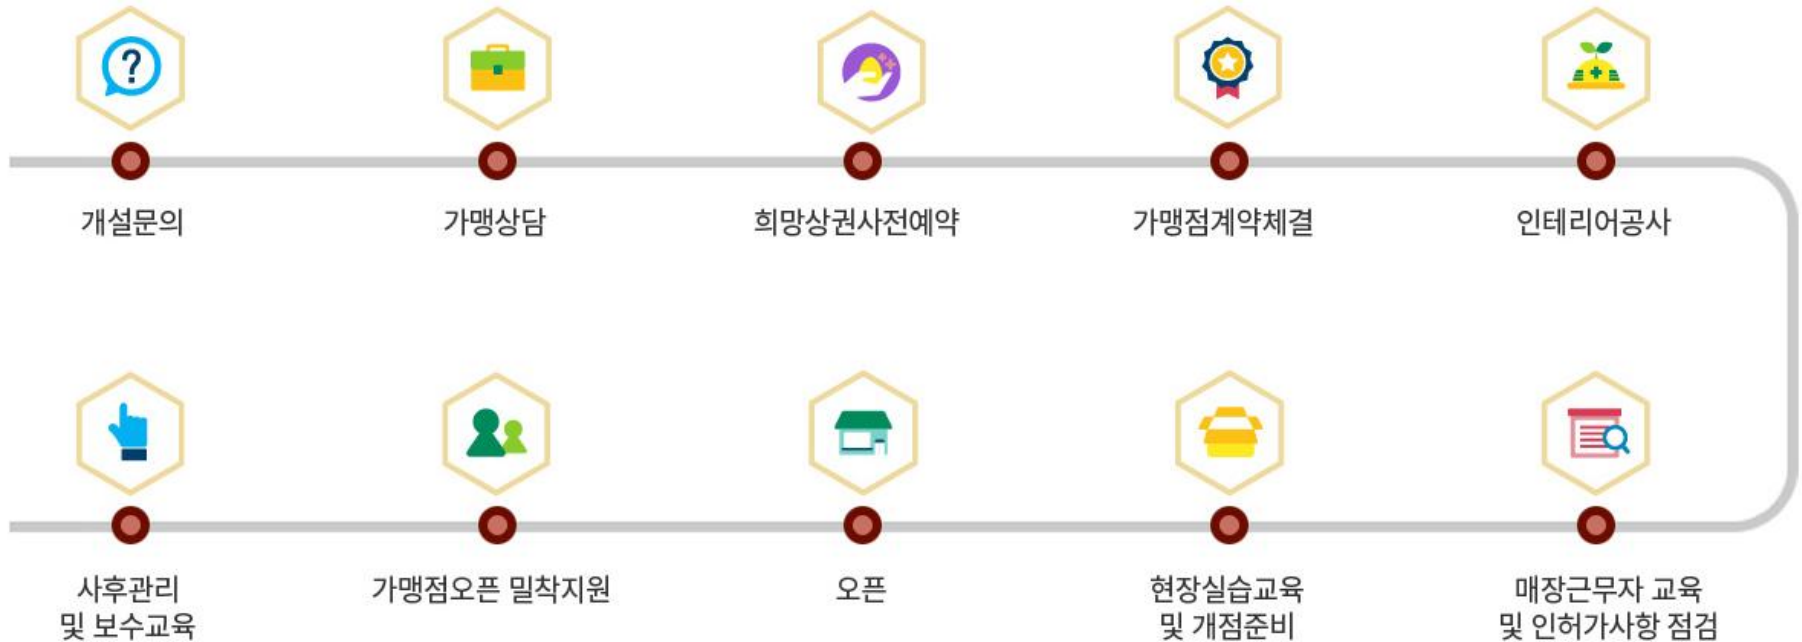 ?
개설문의
가맹상담
희망상권사전예약
가맹점계약체결
인테리어공사
사후관리
및 보수교육
가맹점오픈 밀착지원
오픈
현장실습교육
및 개점준비
매장근무자 교육
및 인허가사항 점검